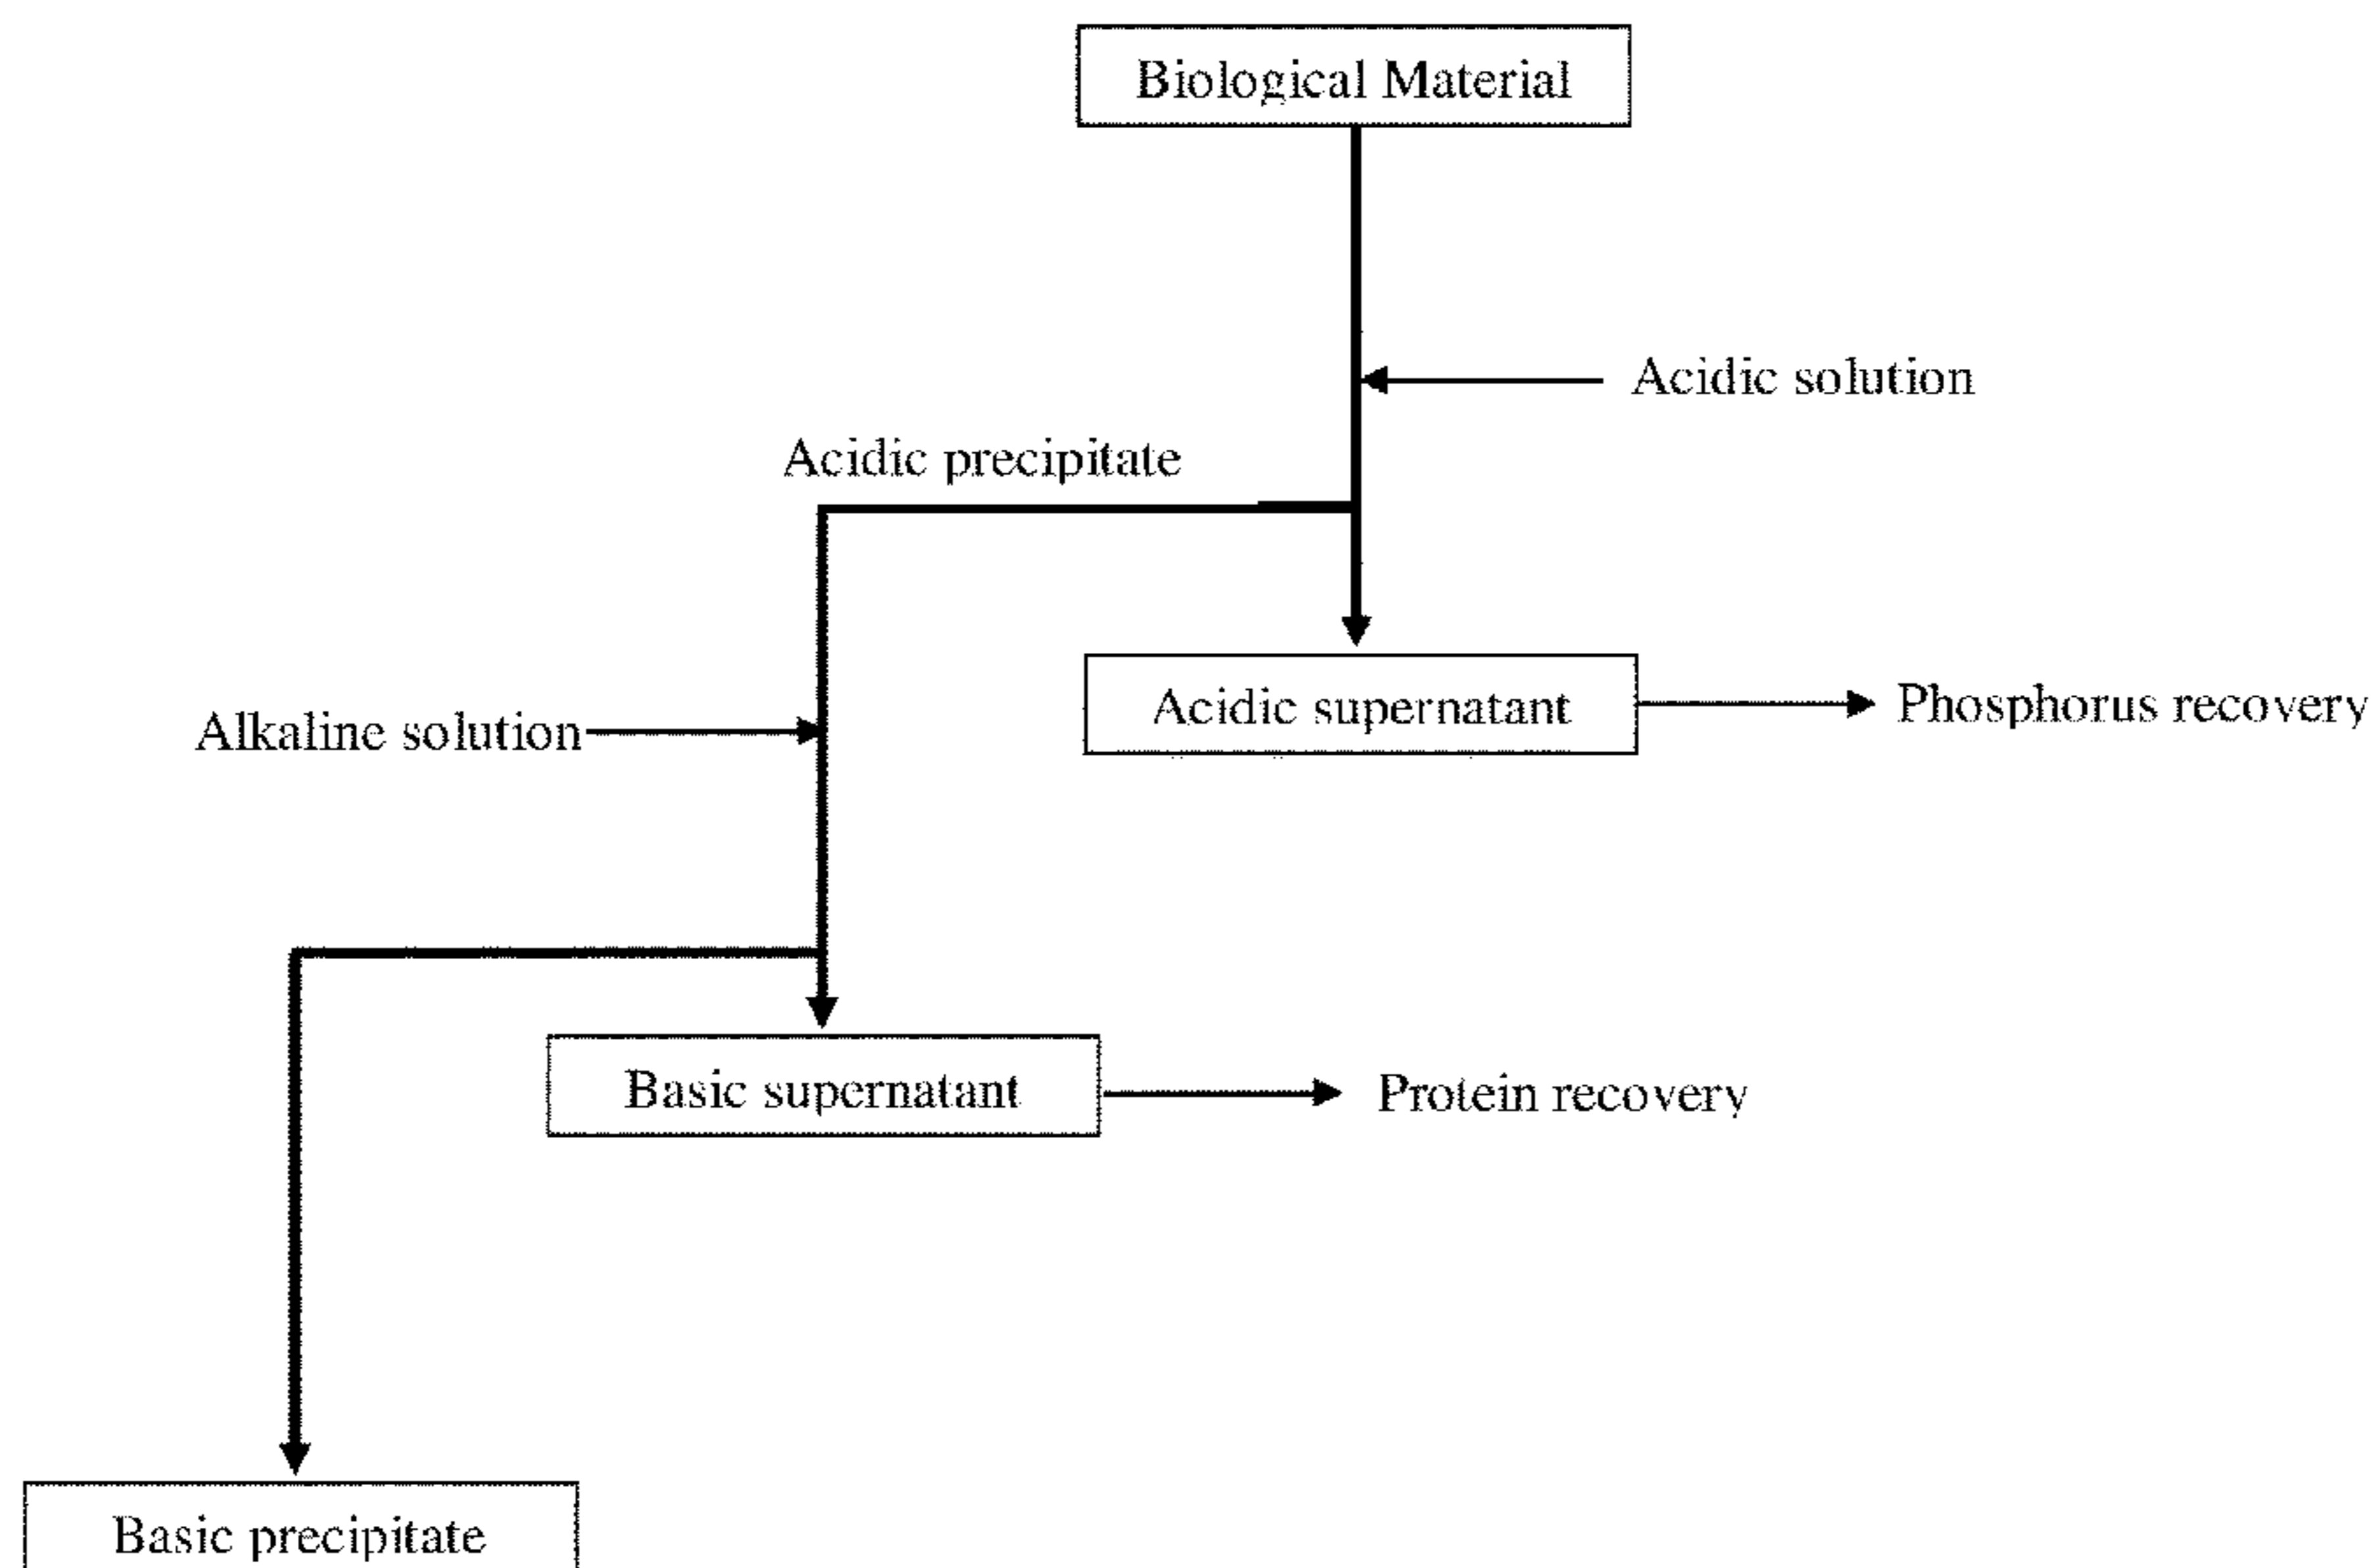 Biological Material
Acidic solution
Acidic precipitate
Acidic supernatant
Phosphorus recovery
Alkaline solution
Basic supernatant
Protein recovery
Basic precipitate